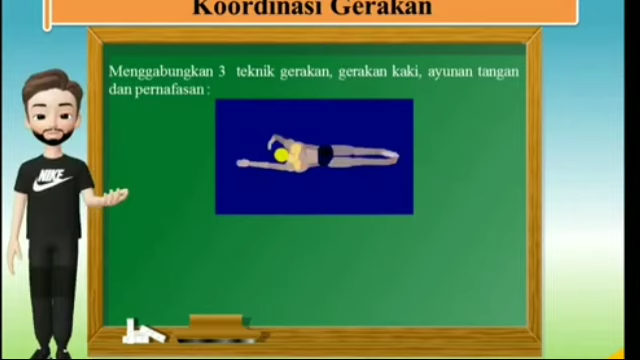 Koordinasi Gerakan
Menggabungkan 3 teknik gerakan, gerakan kaki, ayunan tangan
dan pernafasan :
NIKE